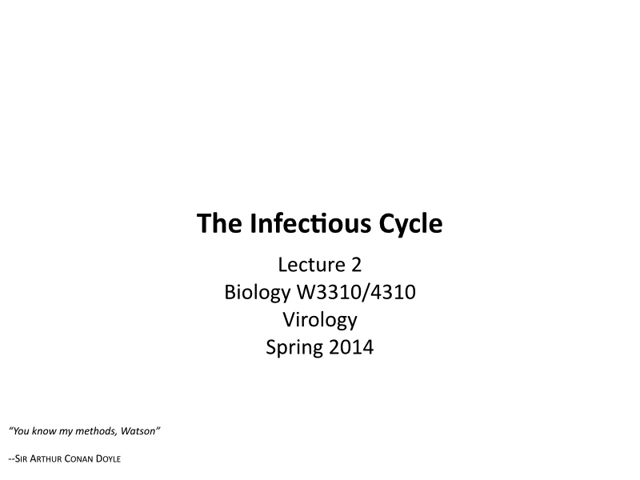 The Infectious Cycle
Lecture 2
Biology W3310/4310
Virology
Spring 2014
“You know my methods, Watson”
--Sir Arthur Conan Doyle